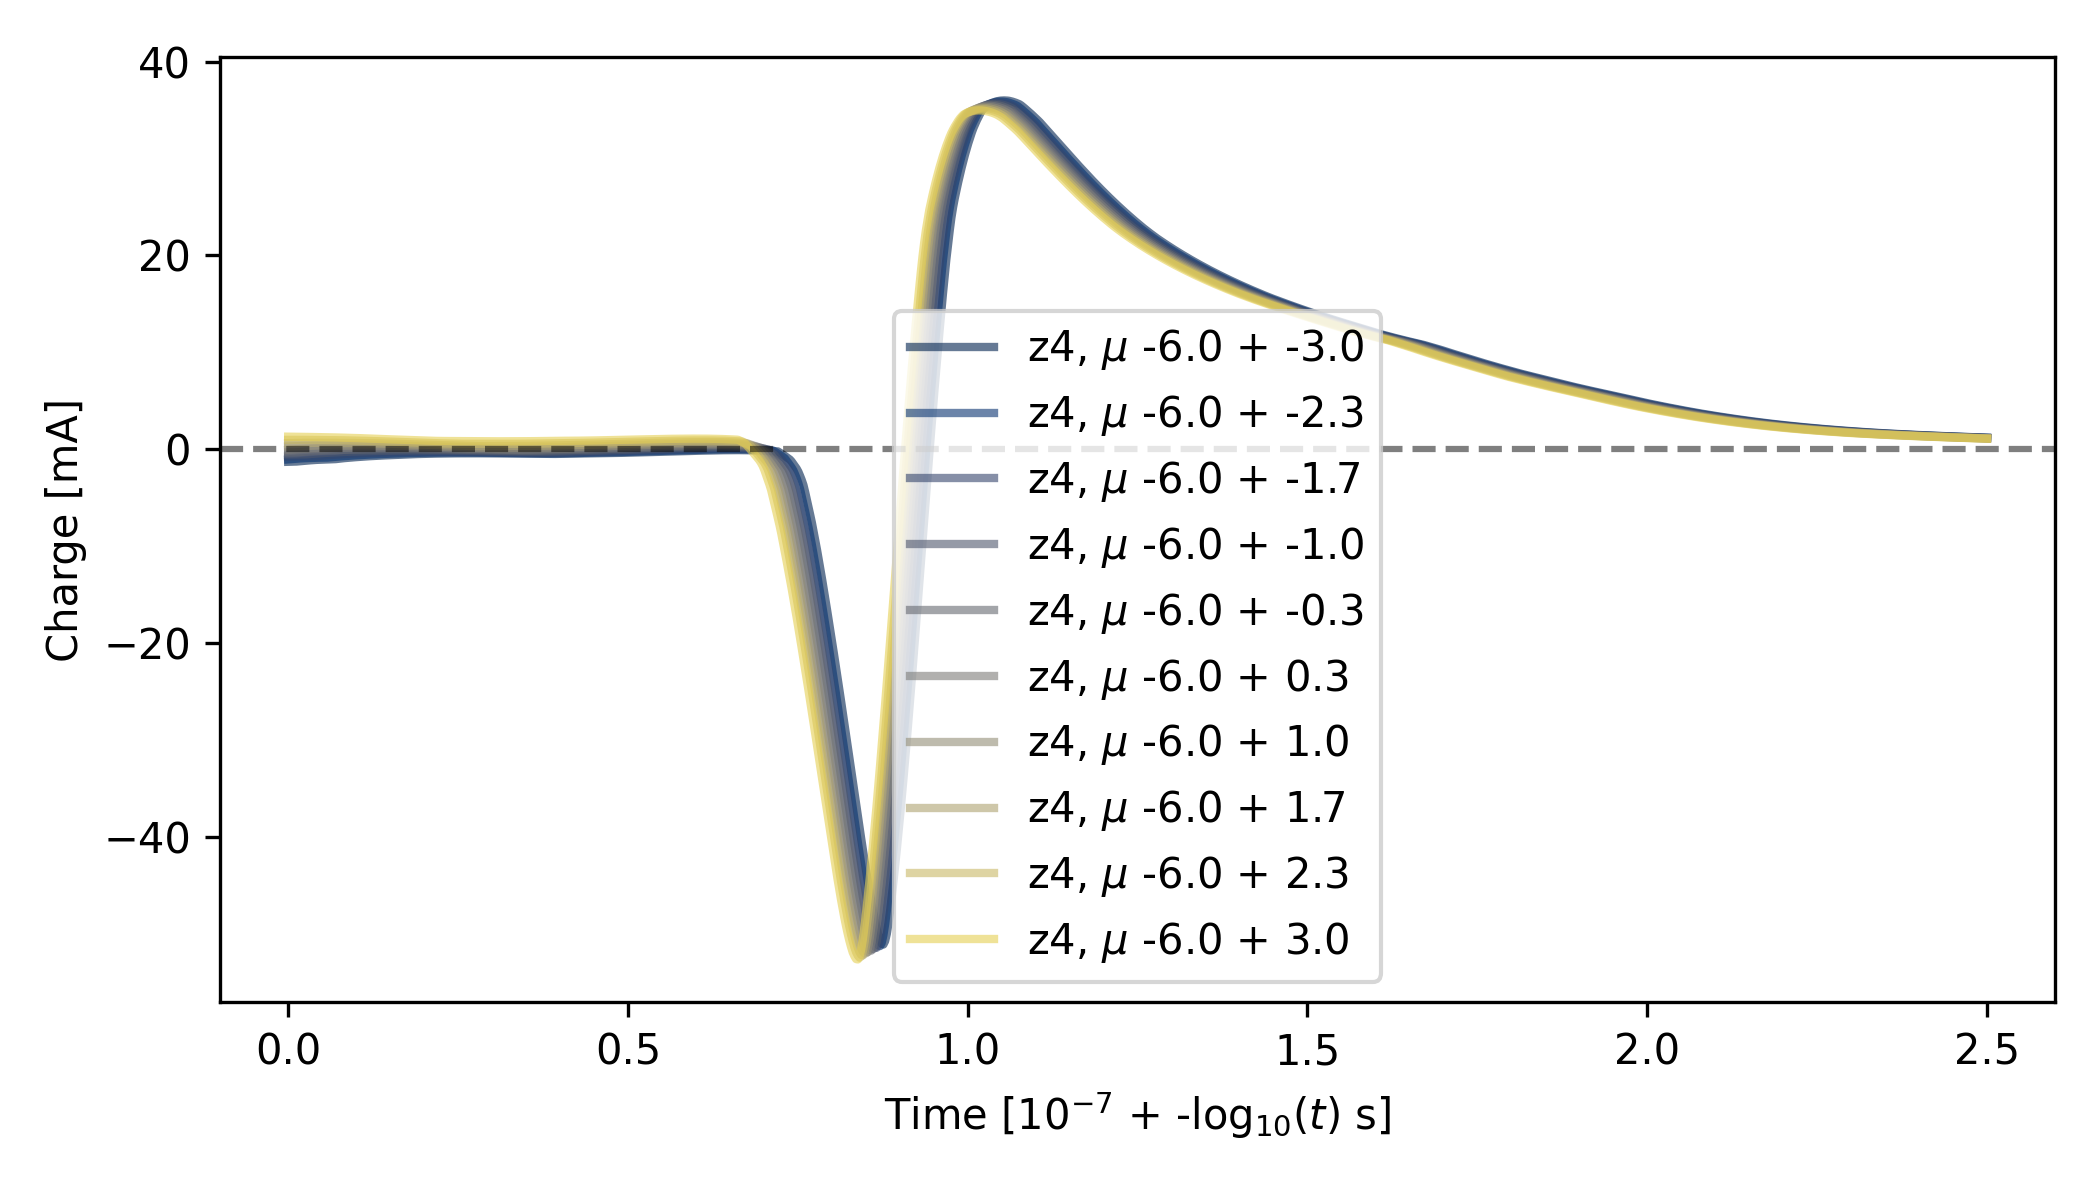 40
20
0
−20
−40
Charge [mA]
z4, μ -6.0 + -3.0
z4, μ -6.0 + -2.3
z4, μ -6.0 + -1.7
z4, μ -6.0 + -1.0
z4, μ -6.0 + -0.3
z4, μ -6.0 + 0.3
z4, μ -6.0 + 1.0
z4, μ -6.0 + 1.7
z4, μ -6.0 + 2.3
z4, μ -6.0 + 3.0
0.0 0.5 1.0 1.5 2.0 2.5
Time [10⁻⁷ + -log₁₀(t) s]